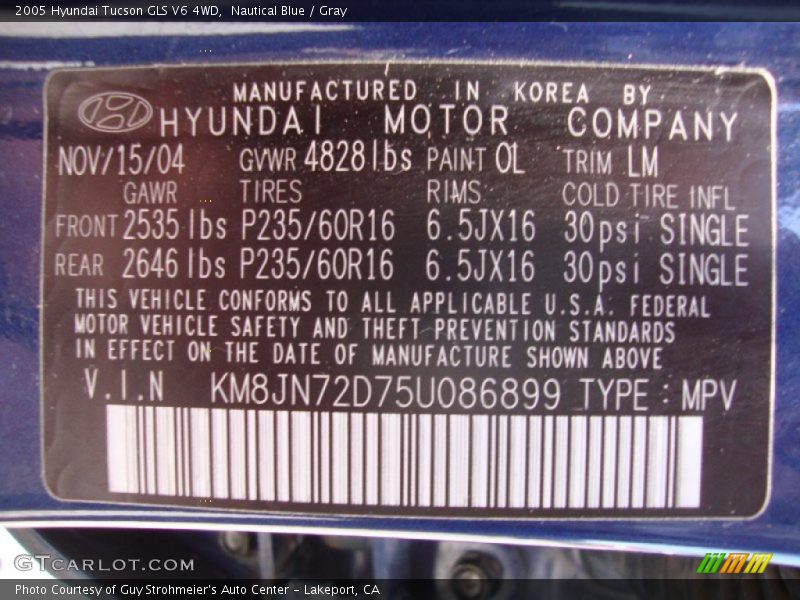 2005 Hyundai Tucson GLS V6 4WD,  Nautical Blue / Gray
MANUFACTURED IN KOREA BY
HYUNDAI MOTOR COMPANY
NOV/15/04 GVWR 4828 lbs PAINT OL TRIM LM
GAWR TIRES RIMS COLD TIRE INFL
FRONT 2535 lbs P235/60R16 6.5JX16 30psi SINGLE
REAR 2646 lbs P235/60R16 6.5JX16 30psi SINGLE
THIS VEHICLE CONFORMS TO ALL APPLICABLE U.S.A. FEDERAL
MOTOR VEHICLE SAFETY AND THEFT PREVENTION STANDARDS
IN EFFECT ON THE DATE OF MANUFACTURE SHOWN ABOVE
V.I.N KM8JN72D75U086899 TYPE : MPV
GTCARLOT.COM
Photo Courtesy of Guy Strohmeier's Auto Center - Lakeport, CA